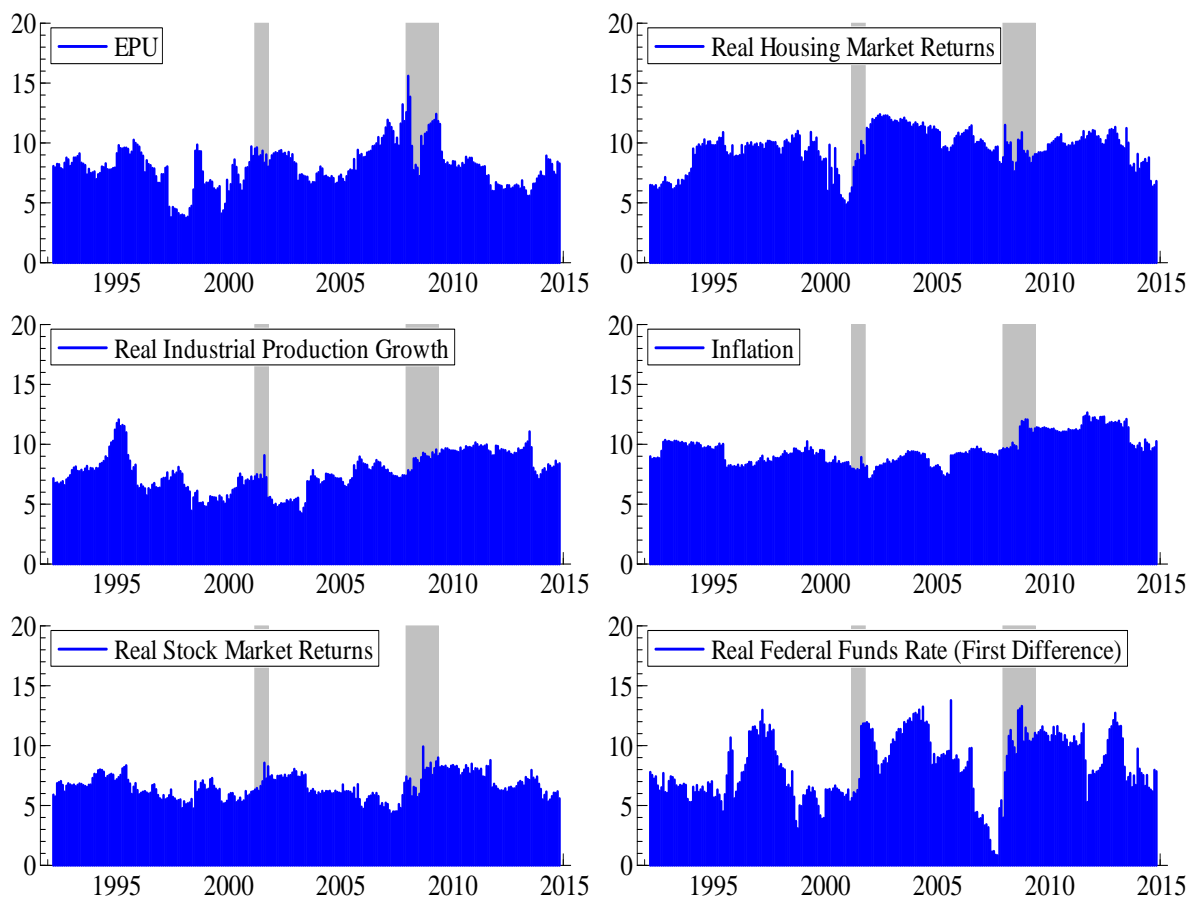 20
15
10
5
0
EPU
1995 2000 2005 2010 2015
20
15
10
5
0
Real Housing Market Returns
1995 2000 2005 2010 2015
20
15
10
5
0
Real Industrial Production Growth
1995 2000 2005 2010 2015
20
15
10
5
0
Inflation
1995 2000 2005 2010 2015
20
15
10
5
0
Real Stock Market Returns
1995 2000 2005 2010 2015
20
15
10
5
0
Real Federal Funds Rate (First Difference)
1995 2000 2005 2010 2015